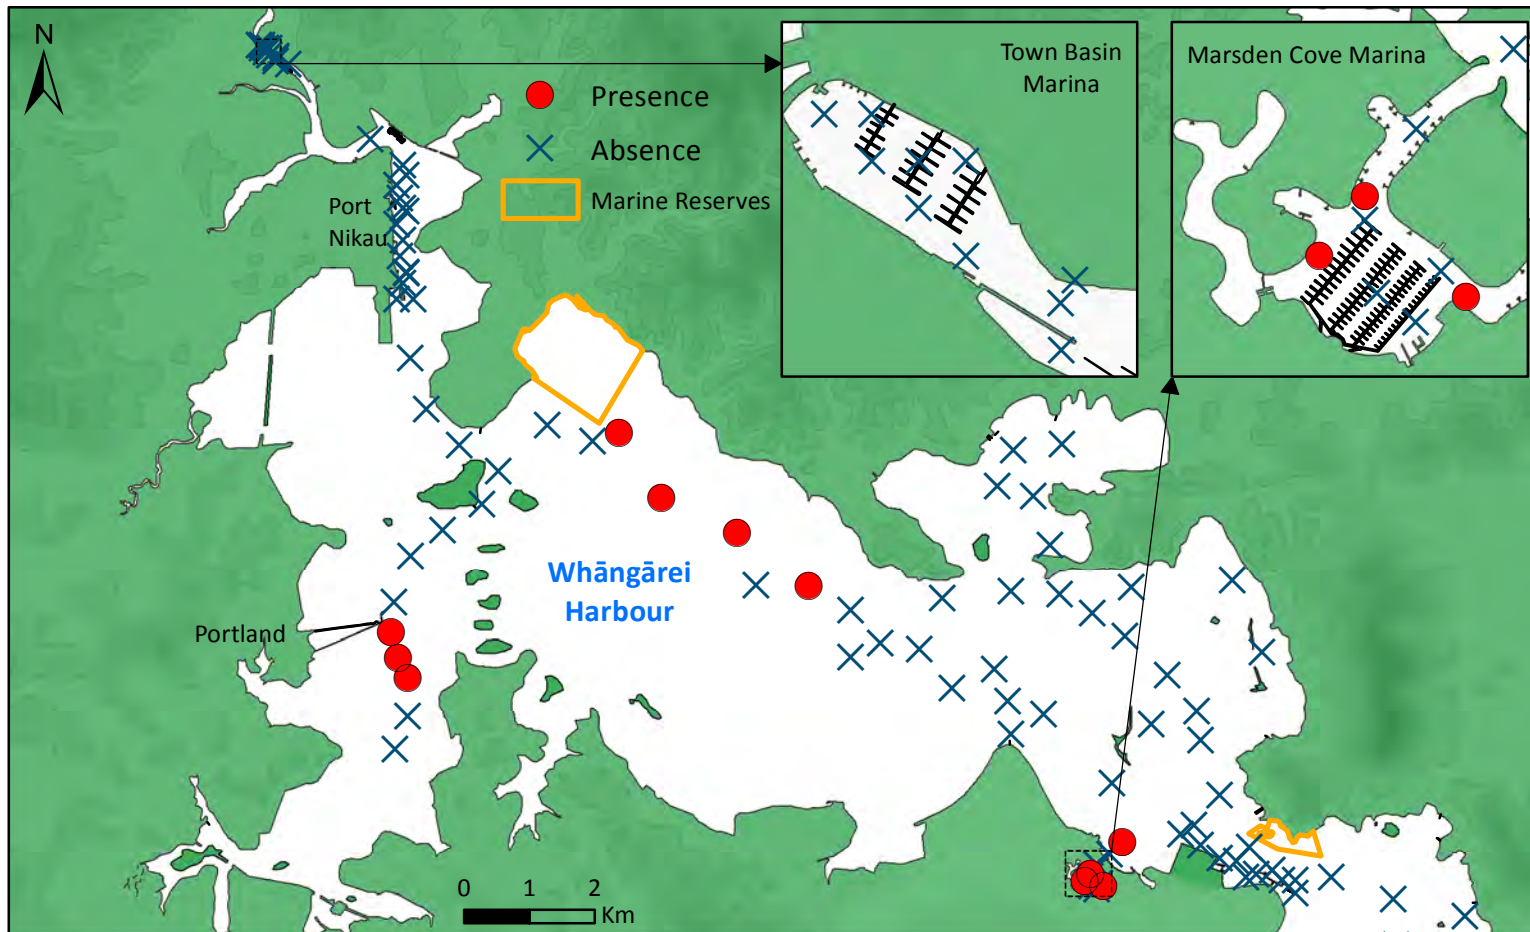 N
Presence
Absence
Marine Reserves
Town Basin
Marina
Marsden Cove Marina
Port
Nikau
Whāngārei
Harbour
Portland
0 1 2
Km